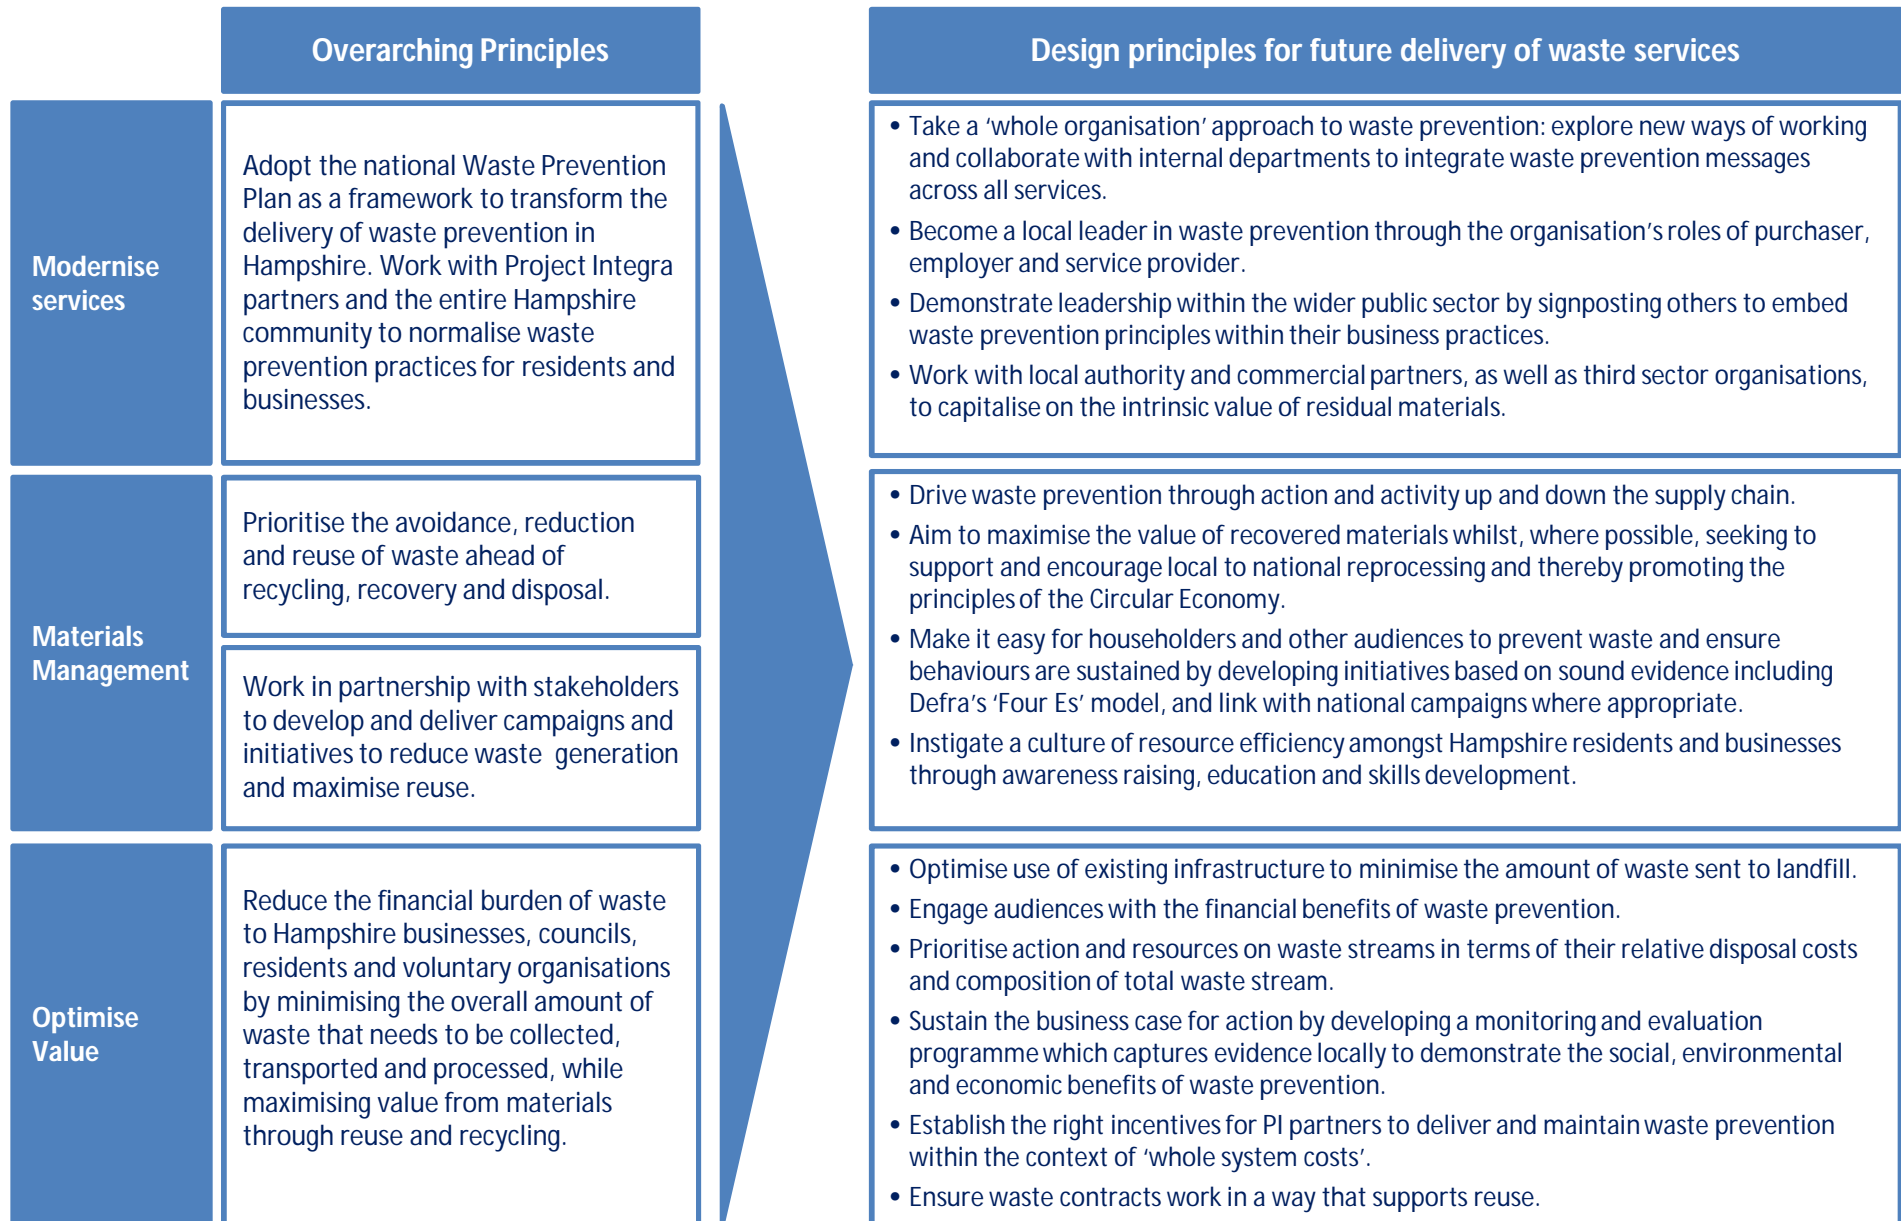 Overarching Principles
Design principles for future delivery of waste services
Modernise
services
Adopt the national Waste Prevention
Plan as a framework to transform the
delivery of waste prevention in
Hampshire. Work with Project Integra
partners and the entire Hampshire
community to normalise waste
prevention practices for residents and
businesses.
• Take a ‘whole organisation’ approach to waste prevention: explore new ways of working
and collaborate with internal departments to integrate waste prevention messages
across all services.
• Become a local leader in waste prevention through the organisation’s roles of purchaser,
employer and service provider.
• Demonstrate leadership within the wider public sector by signposting others to embed
waste prevention principles within their business practices.
• Work with local authority and commercial partners, as well as third sector organisations,
to capitalise on the intrinsic value of residual materials.
Materials
Management
Prioritise the avoidance, reduction
and reuse of waste ahead of
recycling, recovery and disposal.
Work in partnership with stakeholders
to develop and deliver campaigns and
initiatives to reduce waste generation
and maximise reuse.
• Drive waste prevention through action and activity up and down the supply chain.
• Aim to maximise the value of recovered materials whilst, where possible, seeking to
support and encourage local to national reprocessing and thereby promoting the
principles of the Circular Economy.
• Make it easy for householders and other audiences to prevent waste and ensure
behaviours are sustained by developing initiatives based on sound evidence including
Defra’s ‘Four Es’ model, and link with national campaigns where appropriate.
• Instigate a culture of resource efficiency amongst Hampshire residents and businesses
through awareness raising, education and skills development.
Optimise
Value
Reduce the financial burden of waste
to Hampshire businesses, councils,
residents and voluntary organisations
by minimising the overall amount of
waste that needs to be collected,
transported and processed, while
maximising value from materials
through reuse and recycling.
• Optimise use of existing infrastructure to minimise the amount of waste sent to landfill.
• Engage audiences with the financial benefits of waste prevention.
• Prioritise action and resources on waste streams in terms of their relative disposal costs
and composition of total waste stream.
• Sustain the business case for action by developing a monitoring and evaluation
programme which captures evidence locally to demonstrate the social, environmental
and economic benefits of waste prevention.
• Establish the right incentives for PI partners to deliver and maintain waste prevention
within the context of ‘whole system costs’.
• Ensure waste contracts work in a way that supports reuse.